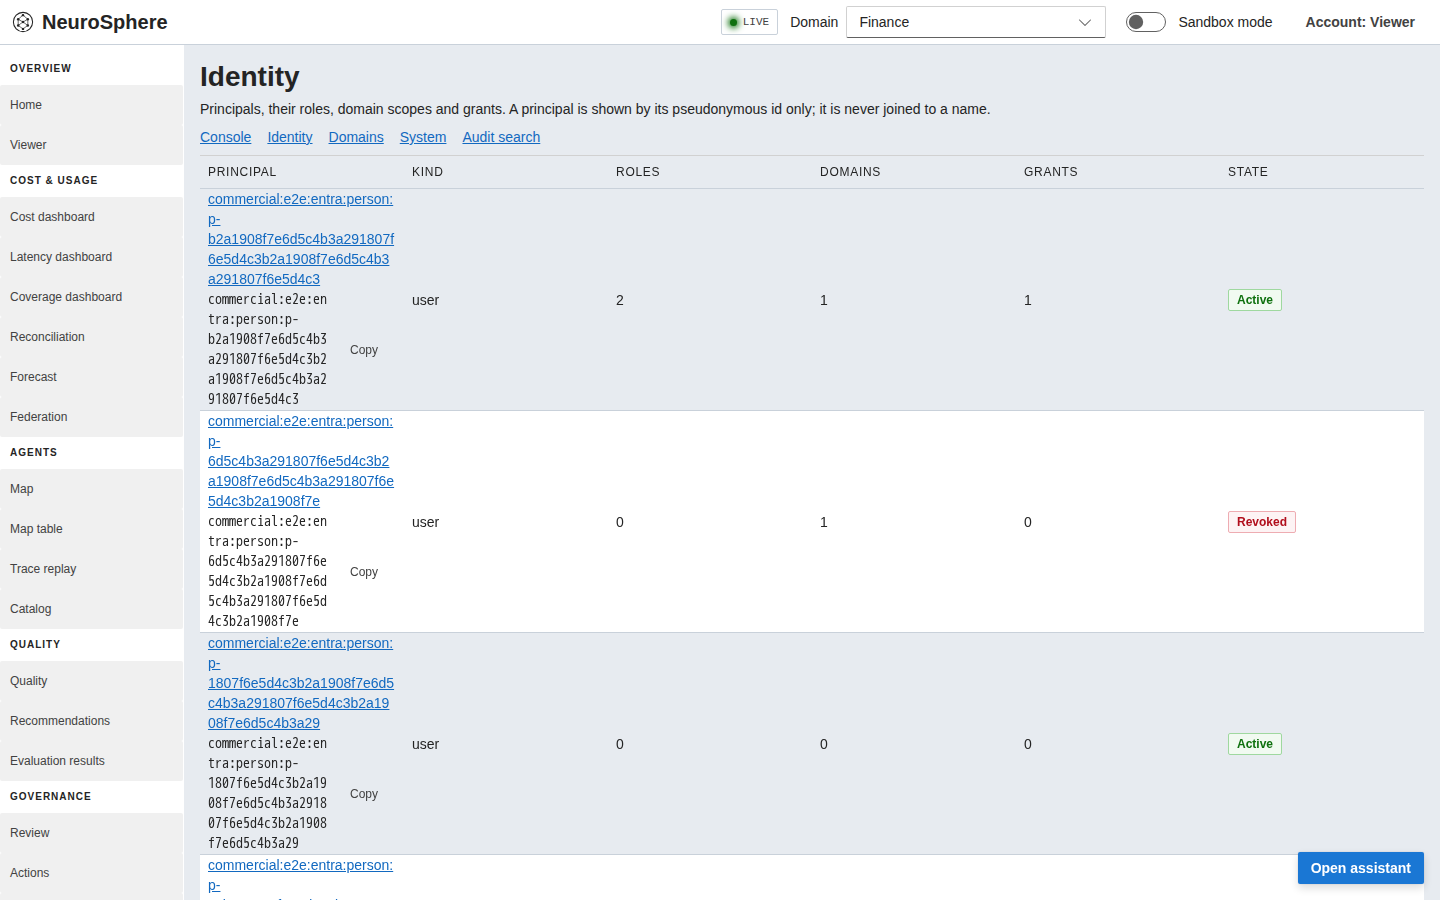 NeuroSphere
LIVE
Domain
Finance
Sandbox mode
Account: Viewer
OVERVIEW
Home
Viewer
COST & USAGE
Cost dashboard
Latency dashboard
Coverage dashboard
Reconciliation
Forecast
Federation
AGENTS
Map
Map table
Trace replay
Catalog
QUALITY
Quality
Recommendations
Evaluation results
GOVERNANCE
Review
Actions
Identity
Principals, their roles, domain scopes and grants. A principal is shown by its pseudonymous id only; it is never joined to a name.
Console Identity Domains System Audit search
PRINCIPAL KIND ROLES DOMAINS GRANTS STATE
commercial:e2e:entra:person:
p-
b2a1908f7e6d5c4b3a291807f
6e5d4c3b2a1908f7e6d5c4b3
a291807f6e5d4c3
commercial:e2e:en
tra:person:p-
b2a1908f7e6d5c4b3
a291807f6e5d4c3b2
a1908f7e6d5c4b3a2
91807f6e5d4c3
Copy
user 2 1 1 Active
commercial:e2e:entra:person:
p-
6d5c4b3a291807f6e5d4c3b2
a1908f7e6d5c4b3a291807f6e
5d4c3b2a1908f7e
commercial:e2e:en
tra:person:p-
6d5c4b3a291807f6e
5d4c3b2a1908f7e6d
5c4b3a291807f6e5d
4c3b2a1908f7e
Copy
user 0 1 0 Revoked
commercial:e2e:entra:person:
p-
1807f6e5d4c3b2a1908f7e6d5
c4b3a291807f6e5d4c3b2a19
08f7e6d5c4b3a29
commercial:e2e:en
tra:person:p-
1807f6e5d4c3b2a19
08f7e6d5c4b3a2918
07f6e5d4c3b2a1908
f7e6d5c4b3a29
Copy
user 0 0 0 Active
commercial:e2e:entra:person:
p-
Open assistant